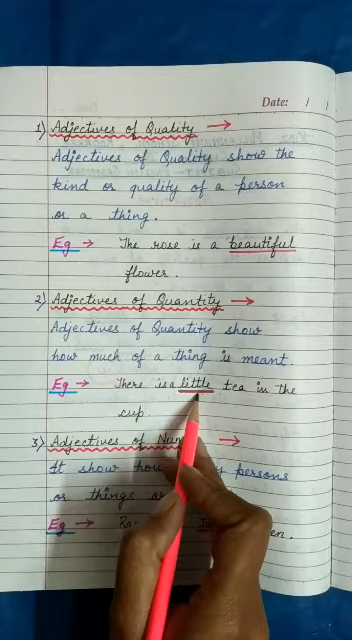 Date: / /
1) Adjectives of Quality →
Adjectives of Quality show the
kind or quality of a person
or a thing.
Eg → The rose is a beautiful
flower.
2) Adjectives of Quantity →
Adjectives of Quantity show
how much of a thing is meant.
Eg → There is a little tea in the
cup.
3) Adjectives of Num →
It show how persons
or things
Eg →